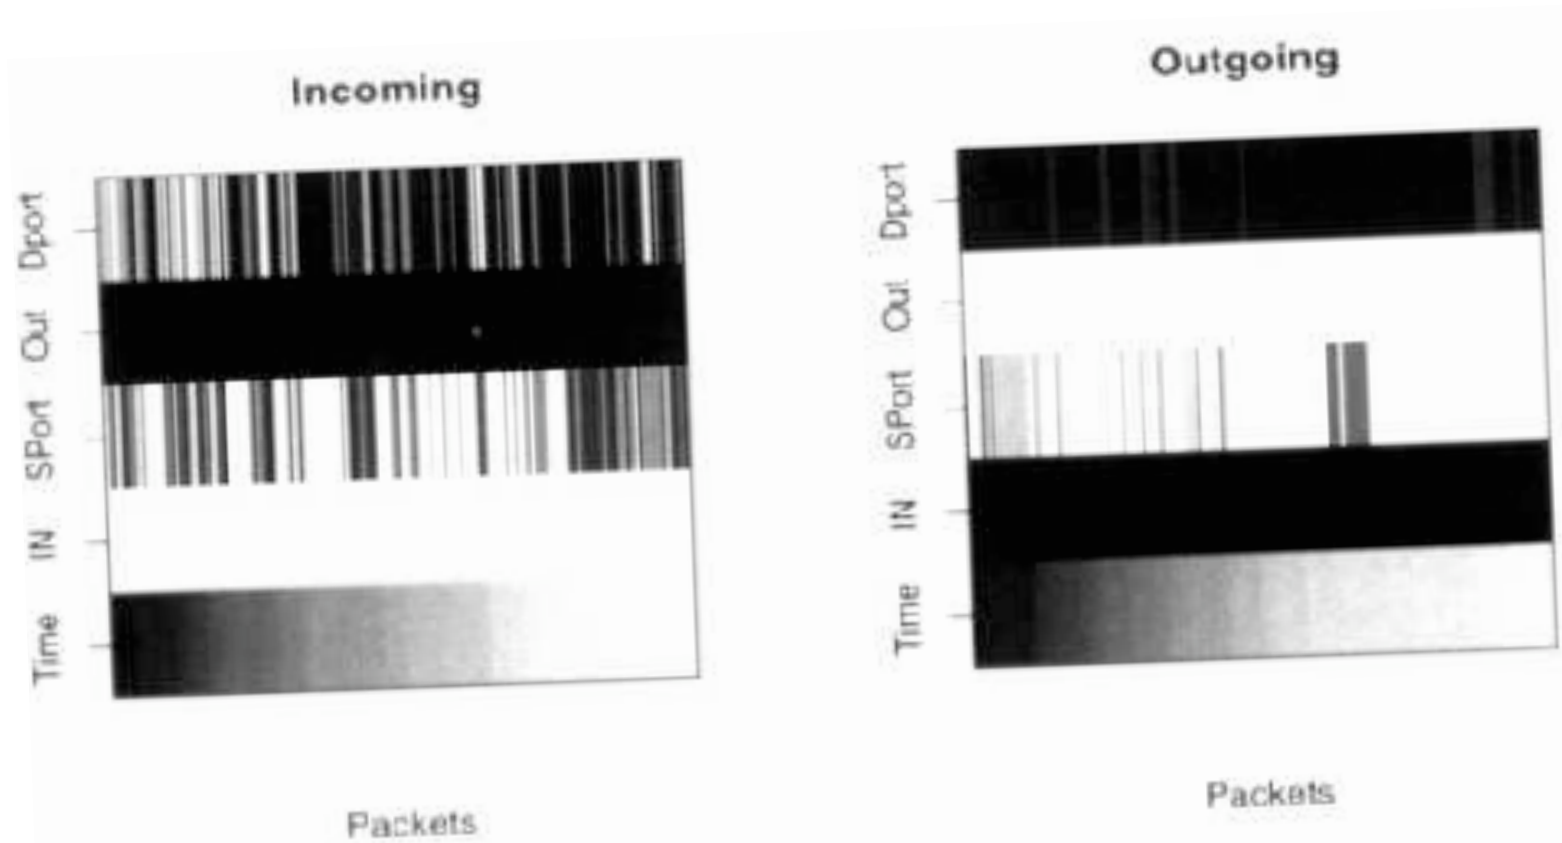 Incoming
Dport
Out
SPort
IN
Time
Packets
Outgoing
Dport
Out
SPort
IN
Time
Packets